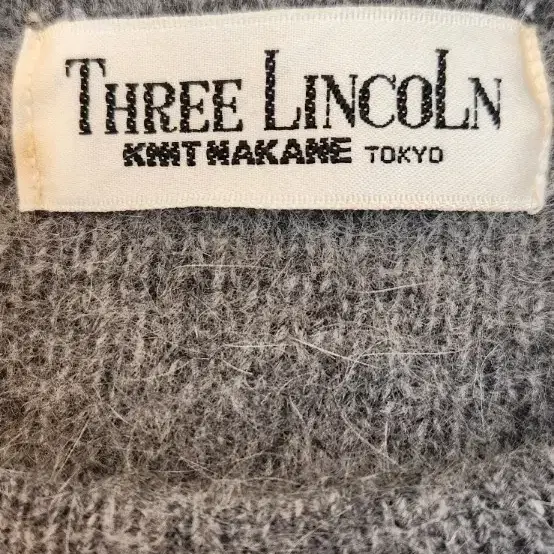 THREE LINCOLN
KNIT NAKANE TOKYO